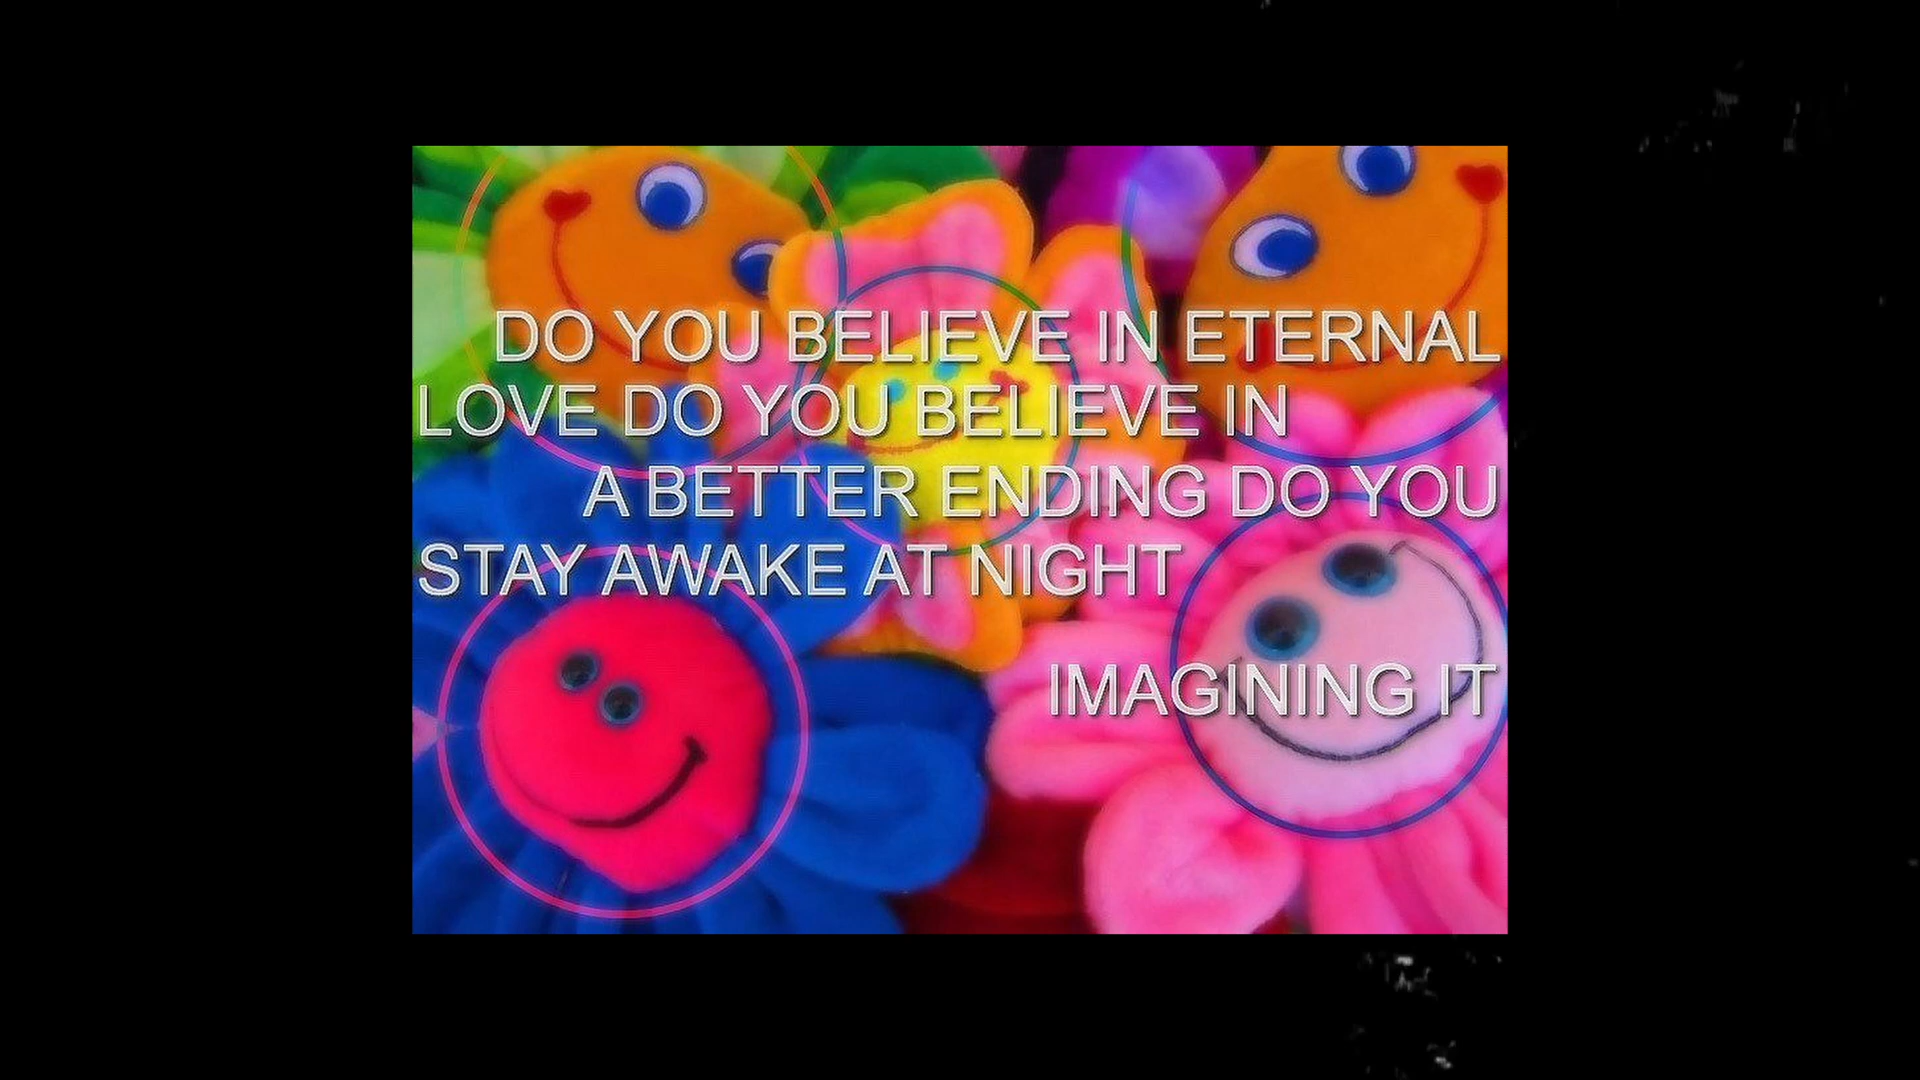 DO YOU BELIEVE IN ETERNAL
LOVE DO YOU BELIEVE IN
A BETTER ENDING DO YOU
STAY AWAKE AT NIGHT
IMAGINING IT